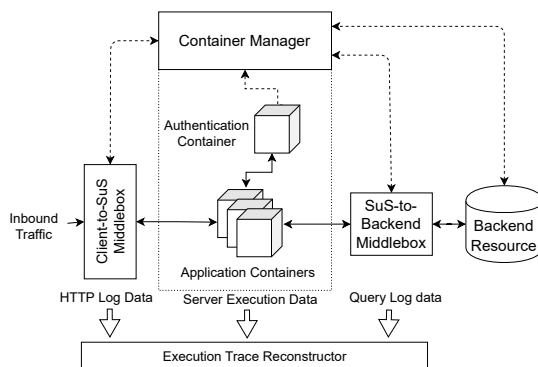 Container Manager
Authentication
Container
Inbound
Traffic
Client-to-SuS
Middlebox
SuS-to-
Backend
Middlebox
Backend
Resource
Application Containers
HTTP Log Data
Server Execution Data
Query Log data
Execution Trace Reconstructor